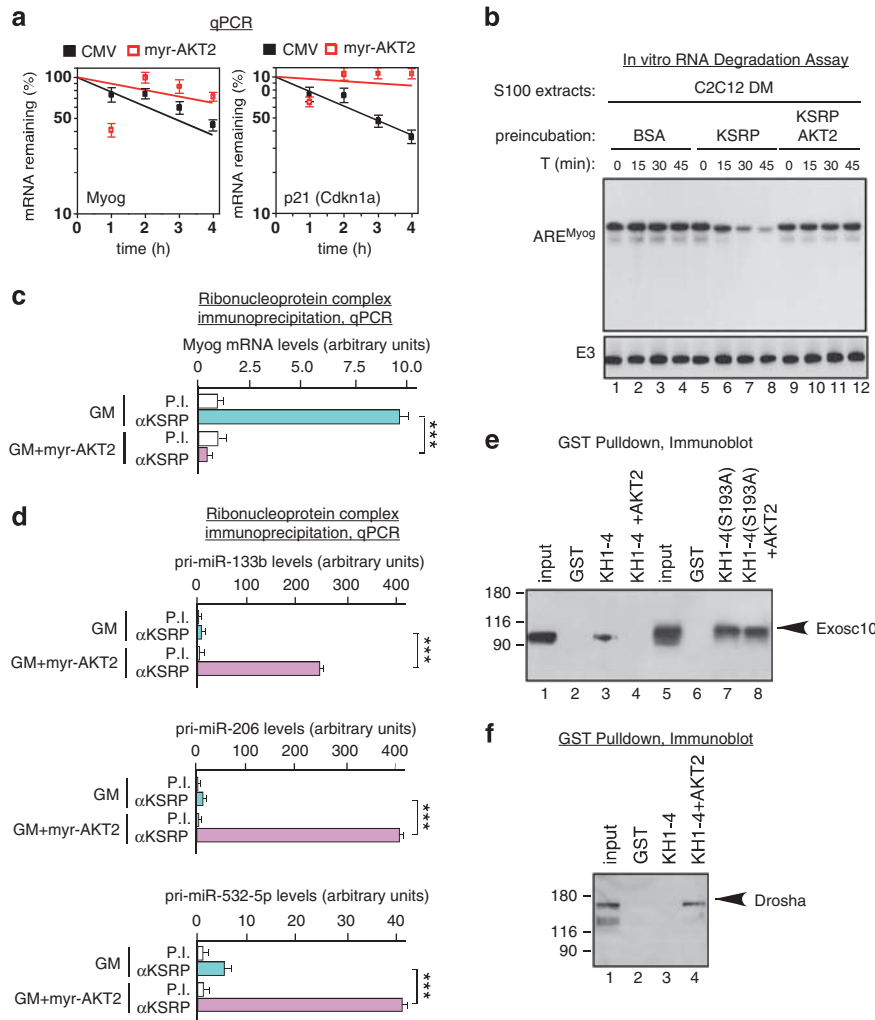 a
qPCR
CMV myr-AKT2 CMV myr-AKT2
mRNA remaining (%)
100
50
10
Myog
0 1 2 3 4
time (h)
mRNA remaining (%)
10
0
50
10
p21 (Cdkn1a)
0 1 2 3 4
time (h)
b
In vitro RNA Degradation Assay
S100 extracts: C2C12 DM
preincubation: BSA KSRP KSRP AKT2
T (min): 0 15 30 45 0 15 30 45 0 15 30 45
ARE^Myog
E3
1 2 3 4 5 6 7 8 9 10 11 12
c
Ribonucleoprotein complex
immunoprecipitation, qPCR
Myog mRNA levels (arbitrary units)
0 2.5 5.0 7.5 10.0
GM
P.I.
αKSRP
GM+myr-AKT2
P.I.
αKSRP
***
d
Ribonucleoprotein complex
immunoprecipitation, qPCR
pri-miR-133b levels (arbitrary units)
0 100 200 300 400
GM
P.I.
αKSRP
GM+myr-AKT2
P.I.
αKSRP
***
pri-miR-206 levels (arbitrary units)
0 100 200 300 400
GM
P.I.
αKSRP
GM+myr-AKT2
P.I.
αKSRP
***
pri-miR-532-5p levels (arbitrary units)
0 10 20 30 40
GM
P.I.
αKSRP
GM+myr-AKT2
P.I.
αKSRP
***
e
GST Pulldown, Immunoblot
input
GST
KH1-4
KH1-4 +AKT2
input
GST
KH1-4(S193A)
KH1-4(S193A) +AKT2
180
116
90
Exosc10
1 2 3 4 5 6 7 8
f
GST Pulldown, Immunoblot
input
GST
KH1-4
KH1-4+AKT2
180
116
90
Drosha
1 2 3 4